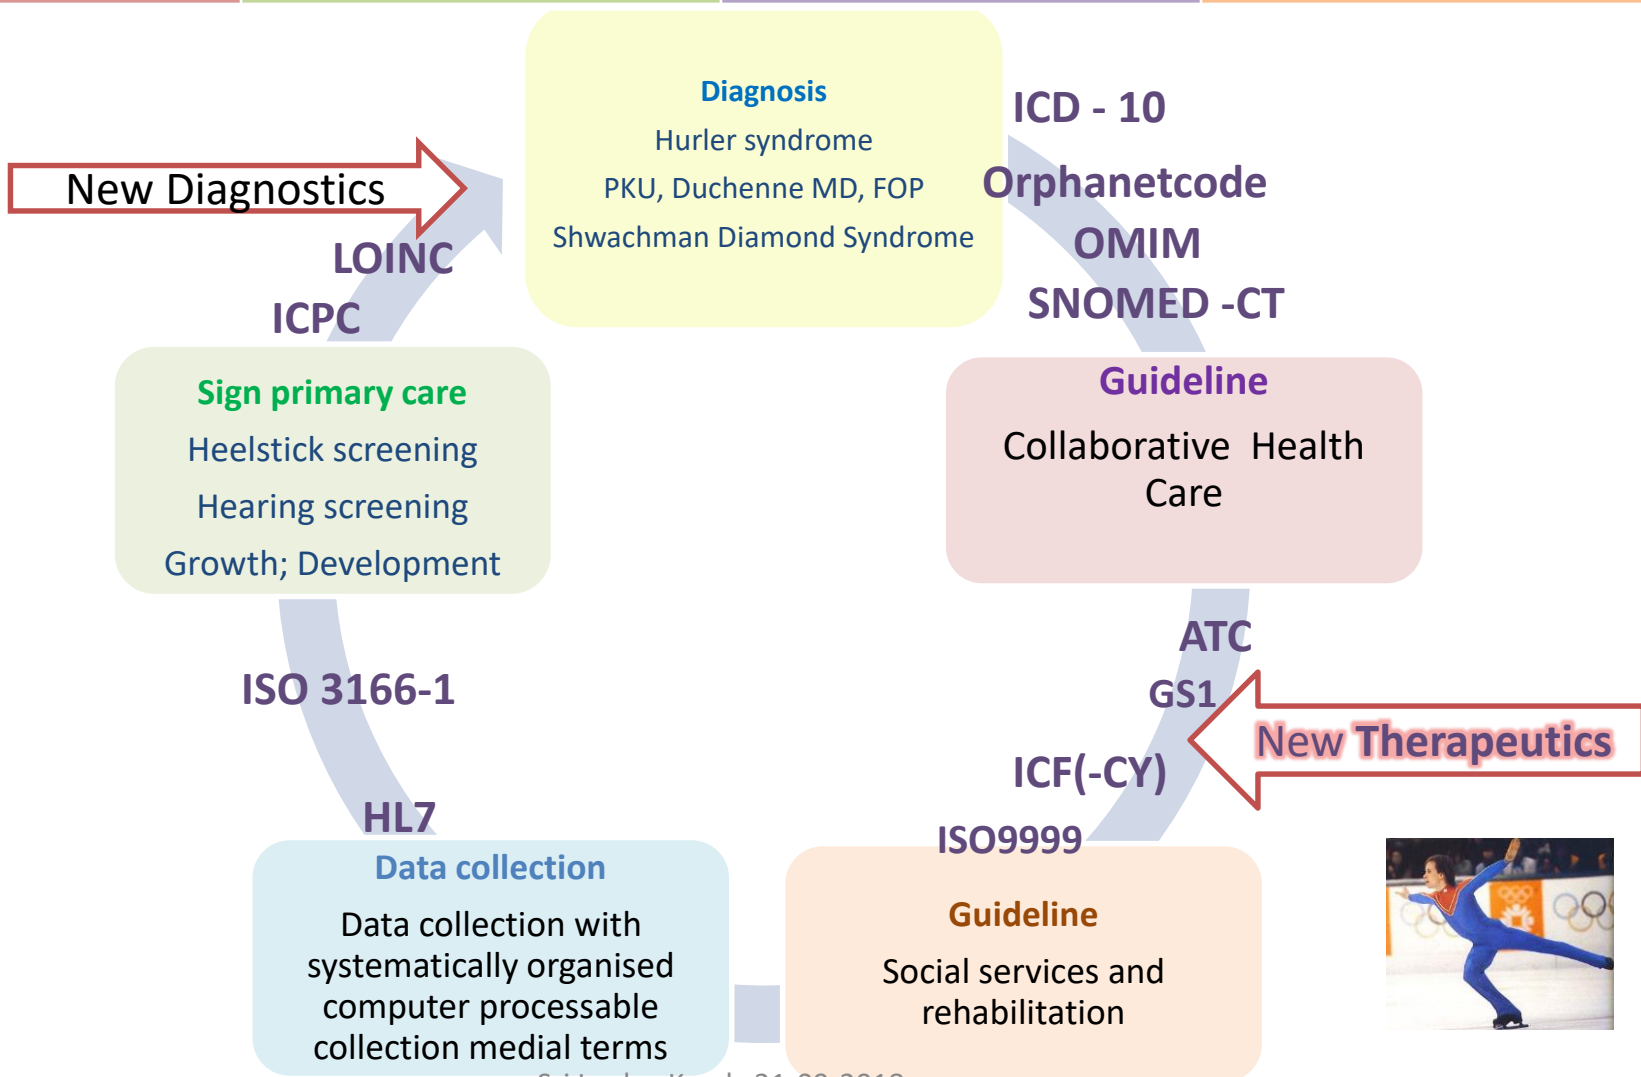 Diagnosis
Hurler syndrome
PKU, Duchenne MD, FOP
Shwachman Diamond Syndrome
ICD - 10
Orphanetcode
OMIM
SNOMED -CT
New Diagnostics
LOINC
ICPC
Sign primary care
Heelstick screening
Hearing screening
Growth; Development
Guideline
Collaborative Health
Care
ATC
GS1
New Therapeutics
ICF(-CY)
ISO9999
ISO 3166-1
HL7
Data collection
Data collection with
systematically organised
computer processable
collection medial terms
Guideline
Social services and
rehabilitation